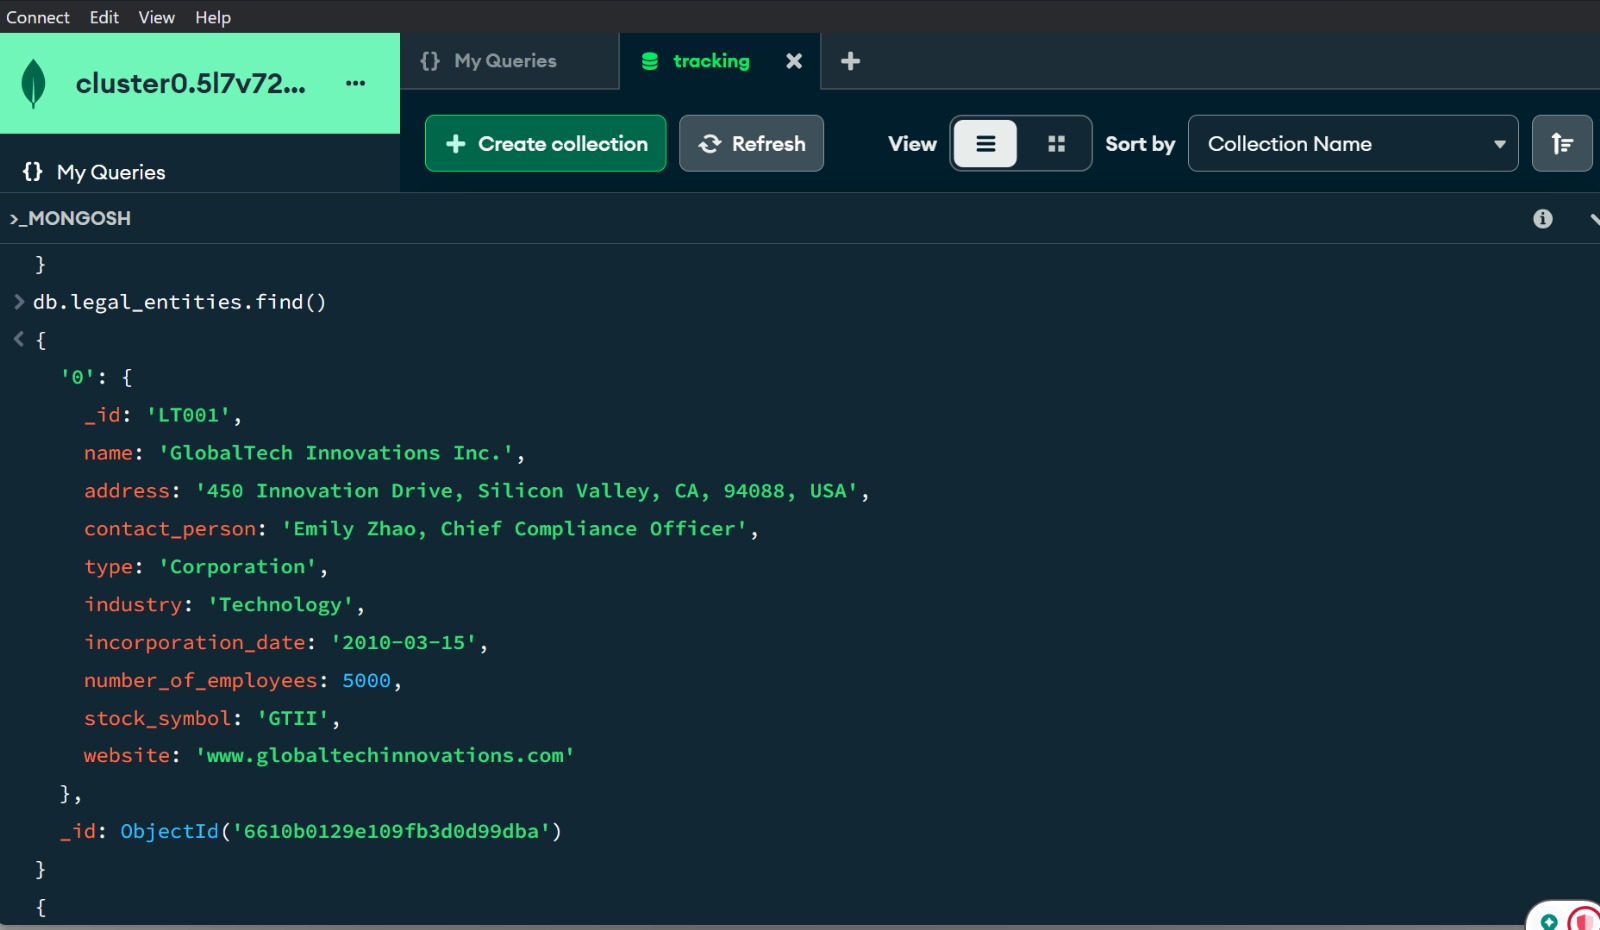 Connect Edit View Help
cluster0.5l7v72... ...
{} My Queries
tracking
{} My Queries
+ Create collection
Refresh
View
Sort by
Collection Name
>_MONGOSH
}
> db.legal_entities.find()
< {
'0': {
_id: 'LT001',
name: 'GlobalTech Innovations Inc.',
address: '450 Innovation Drive, Silicon Valley, CA, 94088, USA',
contact_person: 'Emily Zhao, Chief Compliance Officer',
type: 'Corporation',
industry: 'Technology',
incorporation_date: '2010-03-15',
number_of_employees: 5000,
stock_symbol: 'GTII',
website: 'www.globaltechinnovations.com'
},
_id: ObjectId('6610b0129e109fb3d0d99dba')
}
{